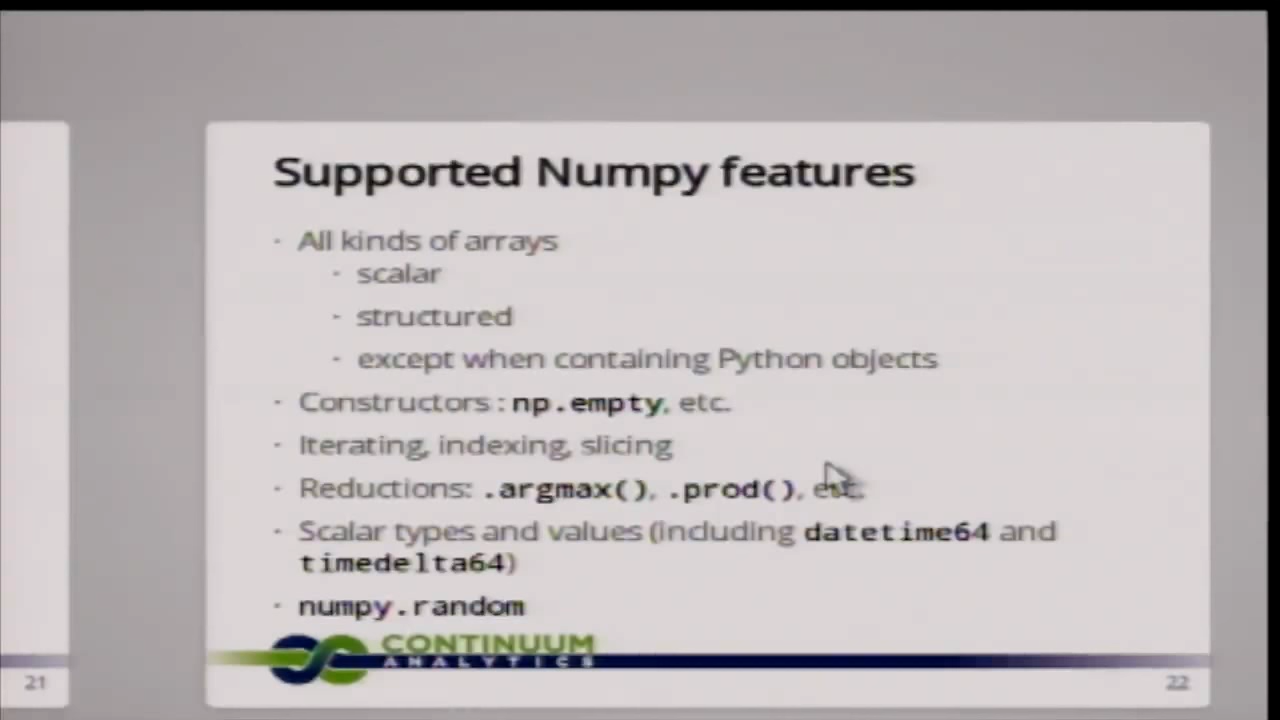 Supported Numpy features
· All kinds of arrays
· scalar
· structured
· except when containing Python objects
· Constructors : np.empty, etc.
· Iterating, indexing, slicing
· Reductions: .argmax(), .prod(), etc.
· Scalar types and values (including datetime64 and
timedelta64)
· numpy.random
CONTINUUM
ANALYTICS
21
22